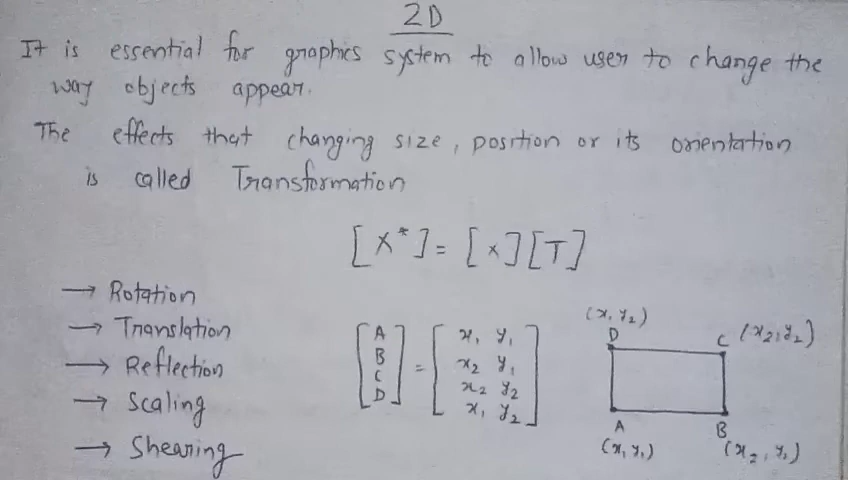 2D
It is essential for graphics system to allow user to change the
way objects appear.
The effects that changing size, position or its orientation
is called Transformation
[X*] = [x][T]
→ Rotation
→ Translation
→ Reflection
→ Scaling
→ Shearing
[A B C D] = [x₁ y₁
x₂ y₁
x₂ y₂
x₁ y₂]
(x₁ y₂)
D
C (x₂, y₂)
A
(x₁ y₁)
B
(x₂, y₁)